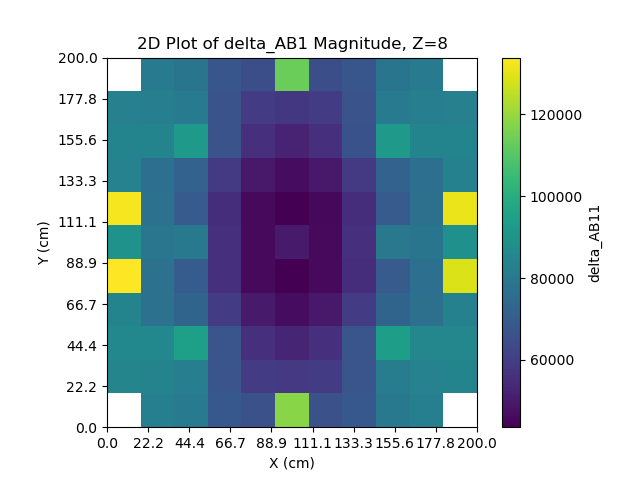 2D Plot of delta_AB1 Magnitude, Z=8
200.0
177.8
155.6
133.3
111.1
88.9
66.7
44.4
22.2
0.0
Y (cm)
0.0 22.2 44.4 66.7 88.9 111.1 133.3 155.6 177.8 200.0
X (cm)
120000
100000
80000
60000
delta_AB11